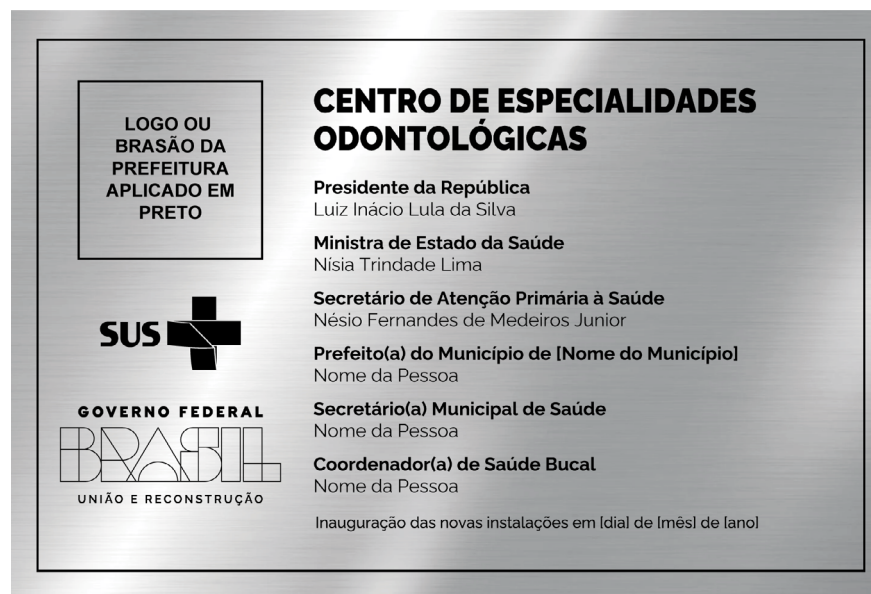 LOGO OU
BRASÃO DA
PREFEITURA
APLICADO EM
PRETO
SUS
GOVERNO FEDERAL
BRASIL
UNIÃO E RECONSTRUÇÃO
CENTRO DE ESPECIALIDADES
ODONTOLÓGICAS
Presidente da República
Luiz Inácio Lula da Silva
Ministra de Estado da Saúde
Nísia Trindade Lima
Secretário de Atenção Primária à Saúde
Nésio Fernandes de Medeiros Junior
Prefeito(a) do Município de [Nome do Município]
Nome da Pessoa
Secretário(a) Municipal de Saúde
Nome da Pessoa
Coordenador(a) de Saúde Bucal
Nome da Pessoa
Inauguração das novas instalações em [dia] de [mês] de [ano]